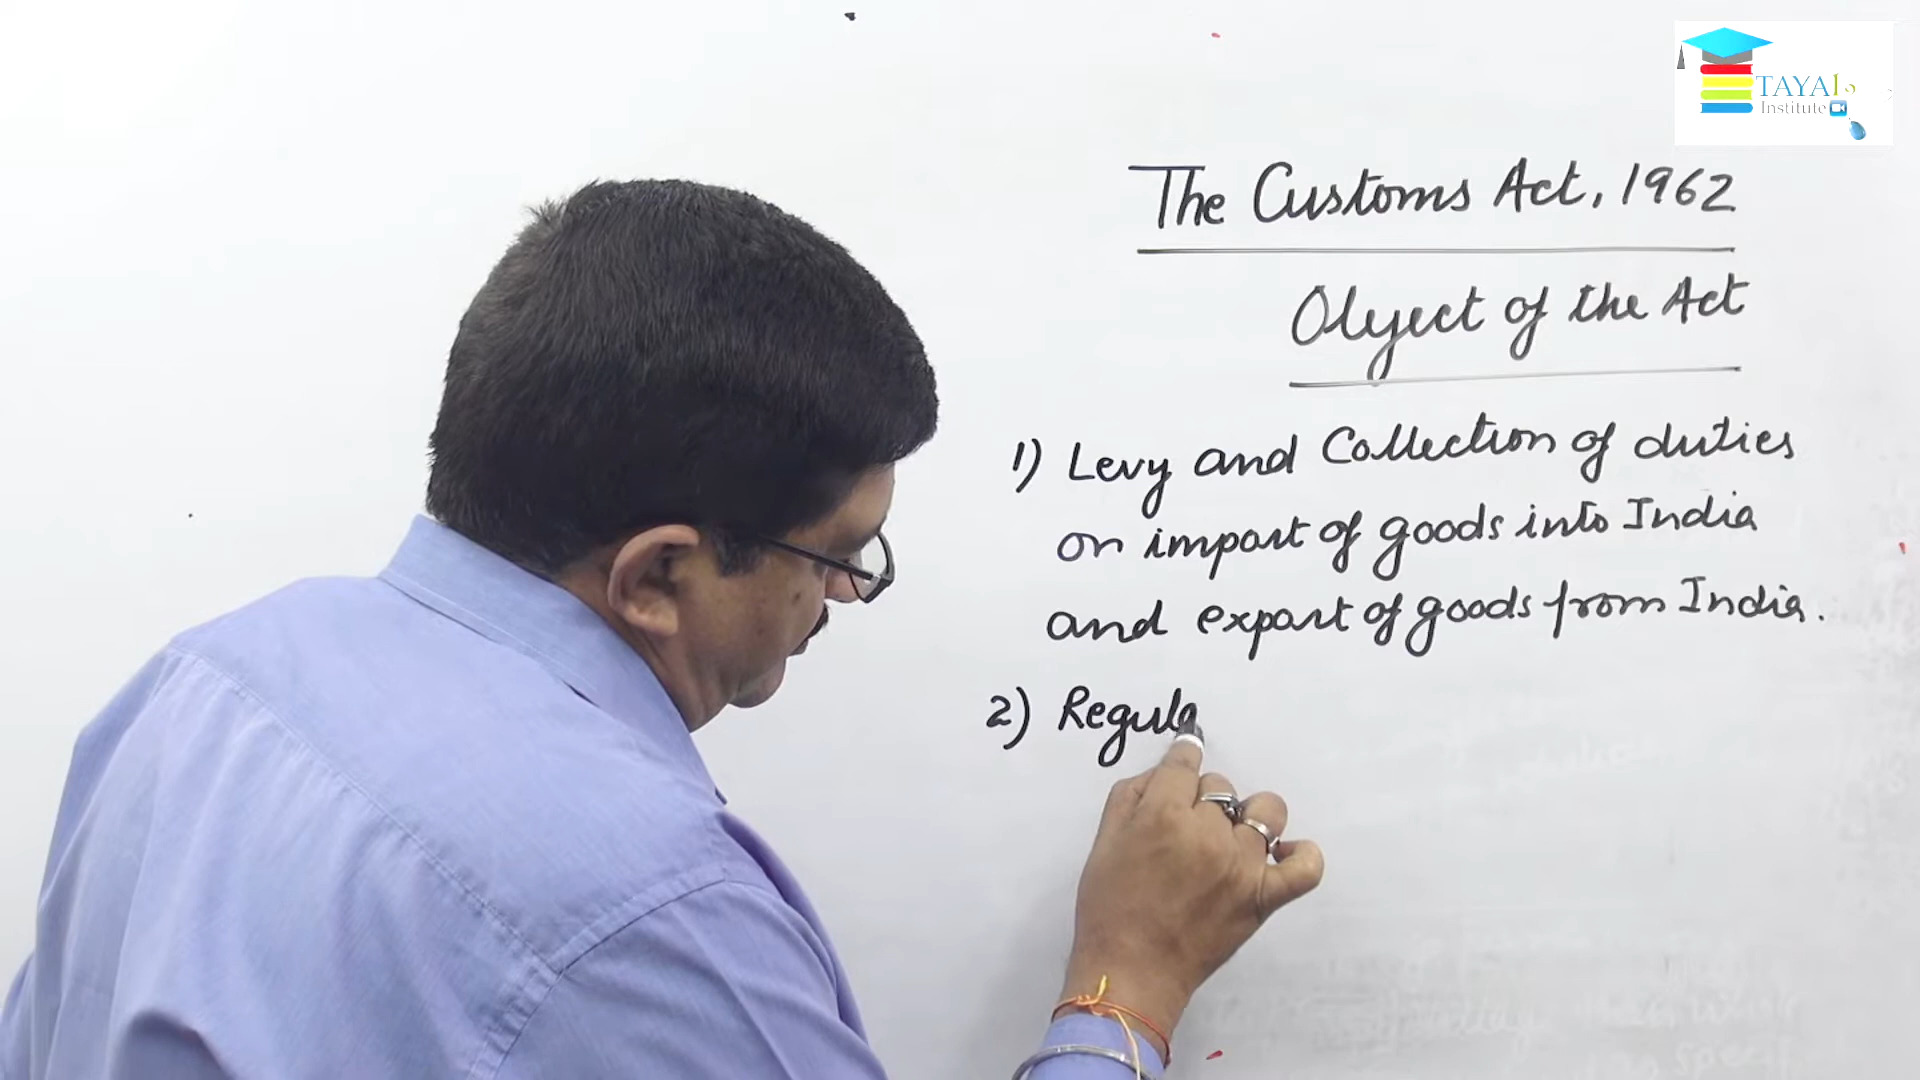 TAYAL
Institute
The Customs Act, 1962
Object of the Act
1) Levy and Collection of duties
on import of goods into India
and export of goods from India.
2) Regula